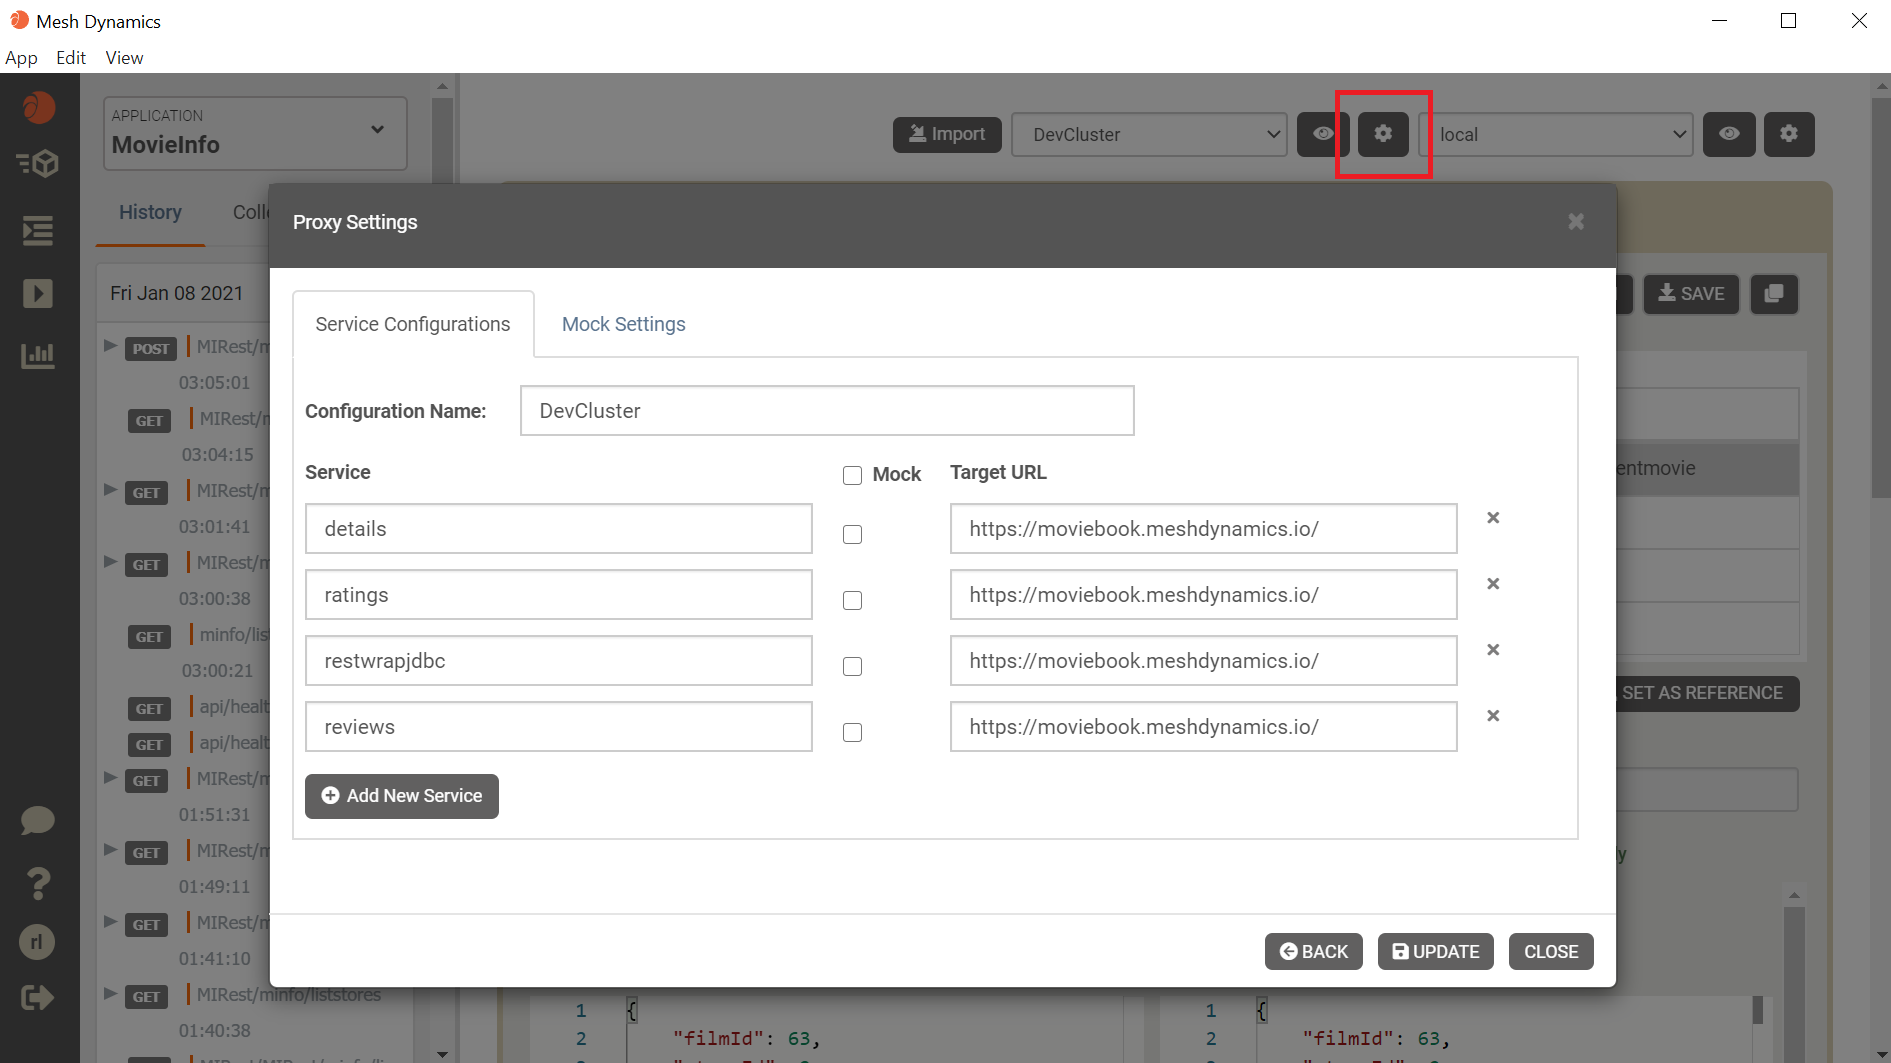 Mesh Dynamics
App Edit View
APPLICATION
MovieInfo
Import
DevCluster
local
History
Proxy Settings
Fri Jan 08 2021
Service Configurations
Mock Settings
SAVE
POST MIRest/
03:05:01
GET MIRest/
03:04:15
GET MIRest/
03:01:41
GET MIRest/
03:00:38
GET minfo/lis
03:00:21
GET api/healt
GET api/healt
GET MIRest/
01:51:31
GET MIRest/
01:49:11
GET MIRest/
01:41:10
GET MIRest/minfo/liststores
01:40:38
rl
Configuration Name: DevCluster
Service Mock Target URL
details https://moviebook.meshdynamics.io/
ratings https://moviebook.meshdynamics.io/
restwrapjdbc https://moviebook.meshdynamics.io/
reviews https://moviebook.meshdynamics.io/
Add New Service
entmovie
SET AS REFERENCE
BACK UPDATE CLOSE
1 {
2 "filmId": 63,
1 {
2 "filmId": 63,